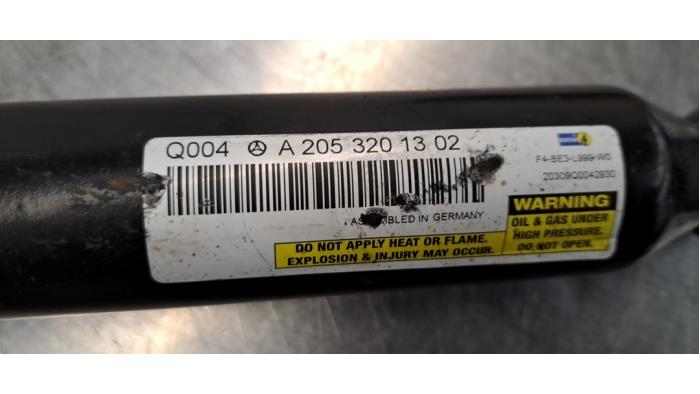 Q004 A 205 320 13 02
F4-BE3-L999-W0
20309Q0042930
ASSEMBLED IN GERMANY
WARNING
OIL & GAS UNDER
HIGH PRESSURE.
DO NOT OPEN.
DO NOT APPLY HEAT OR FLAME.
EXPLOSION & INJURY MAY OCCUR.